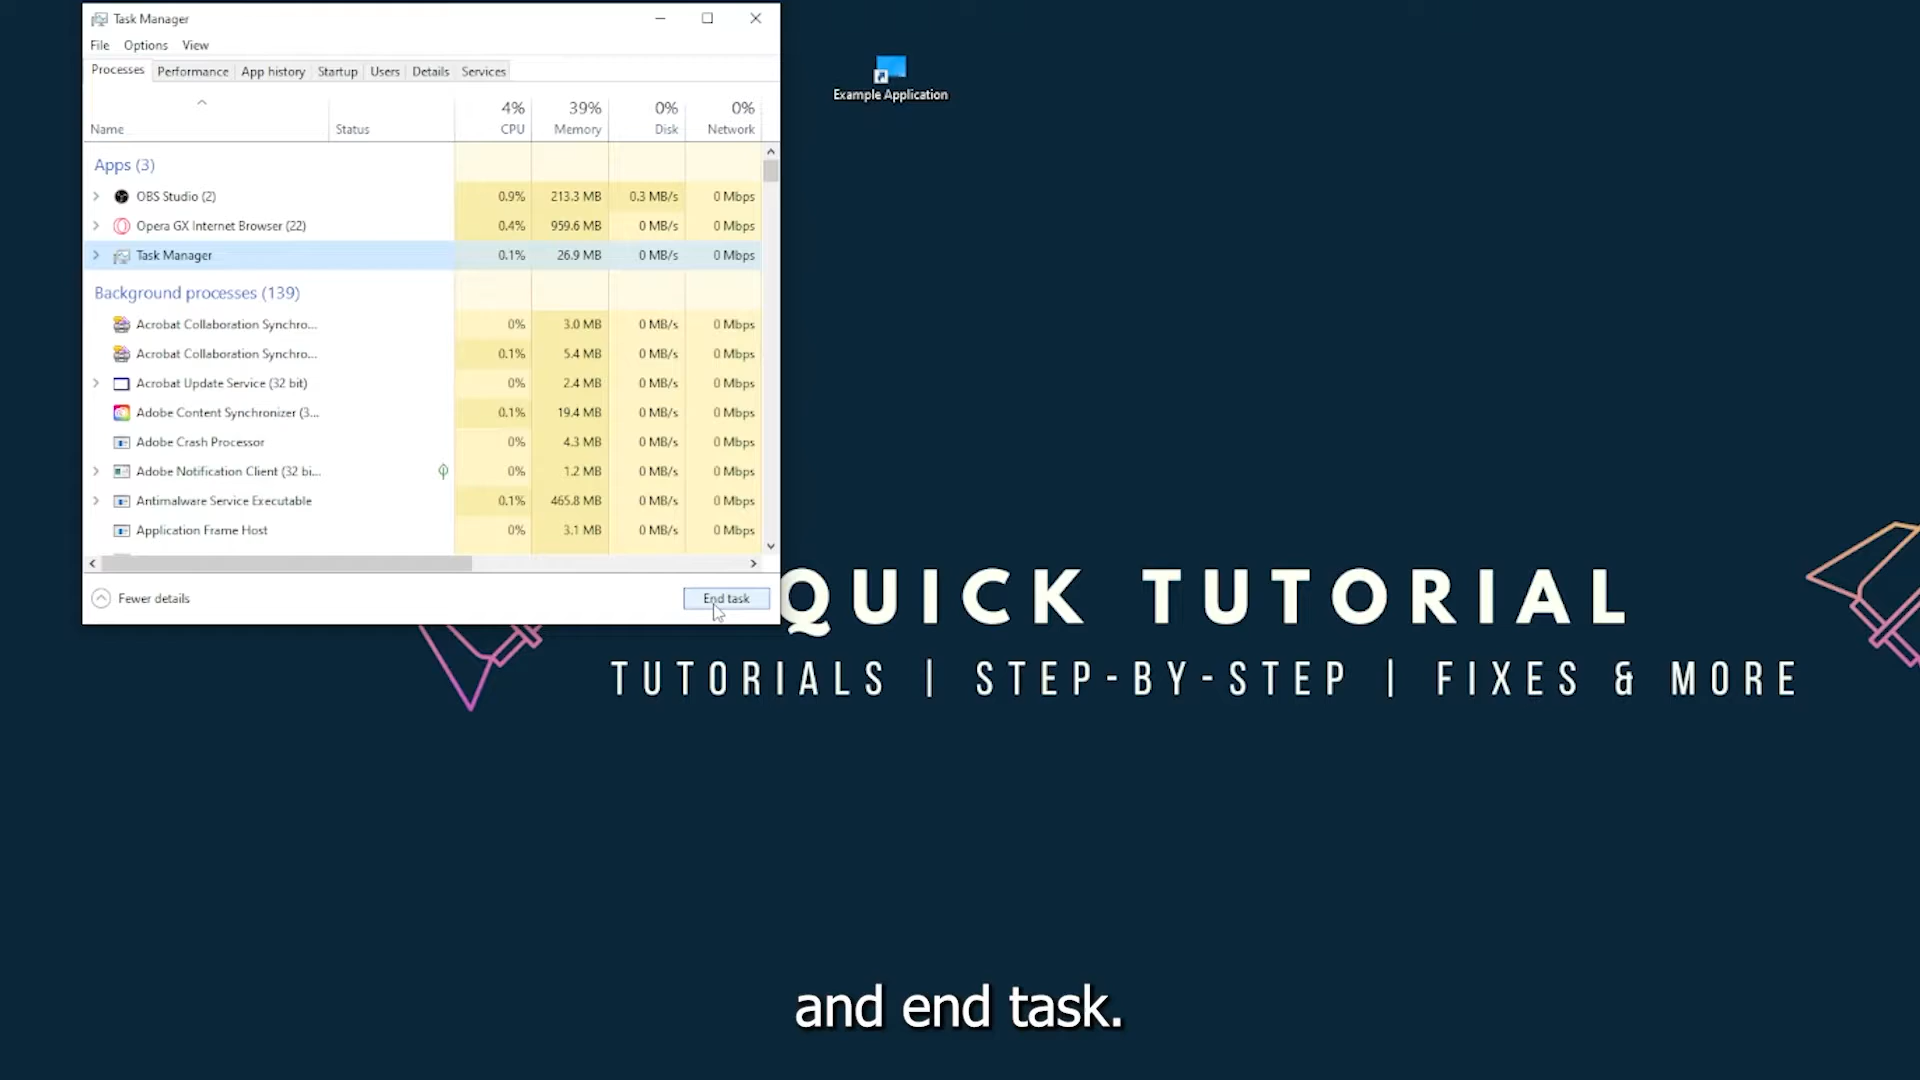 Task Manager
File Options View
Processes Performance App history Startup Users Details Services
4% 39% 0% 0%
Name Status CPU Memory Disk Network
Apps (3)
OBS Studio (2) 0.9% 213.3 MB 0.3 MB/s 0 Mbps
Opera GX Internet Browser (22) 0.4% 959.6 MB 0 MB/s 0 Mbps
Task Manager 0.1% 26.9 MB 0 MB/s 0 Mbps
Background processes (139)
Acrobat Collaboration Synchro... 0% 3.0 MB 0 MB/s 0 Mbps
Acrobat Collaboration Synchro... 0.1% 5.4 MB 0 MB/s 0 Mbps
Acrobat Update Service (32 bit) 0% 2.4 MB 0 MB/s 0 Mbps
Adobe Content Synchronizer (3... 0.1% 19.4 MB 0 MB/s 0 Mbps
Adobe Crash Processor 0% 4.3 MB 0 MB/s 0 Mbps
Adobe Notification Client (32 bi... 0% 1.2 MB 0 MB/s 0 Mbps
Antimalware Service Executable 0.1% 465.8 MB 0 MB/s 0 Mbps
Application Frame Host 0% 3.1 MB 0 MB/s 0 Mbps
Fewer details End task
Example Application
QUICK TUTORIAL
TUTORIALS | STEP-BY-STEP | FIXES & MORE
and end task.